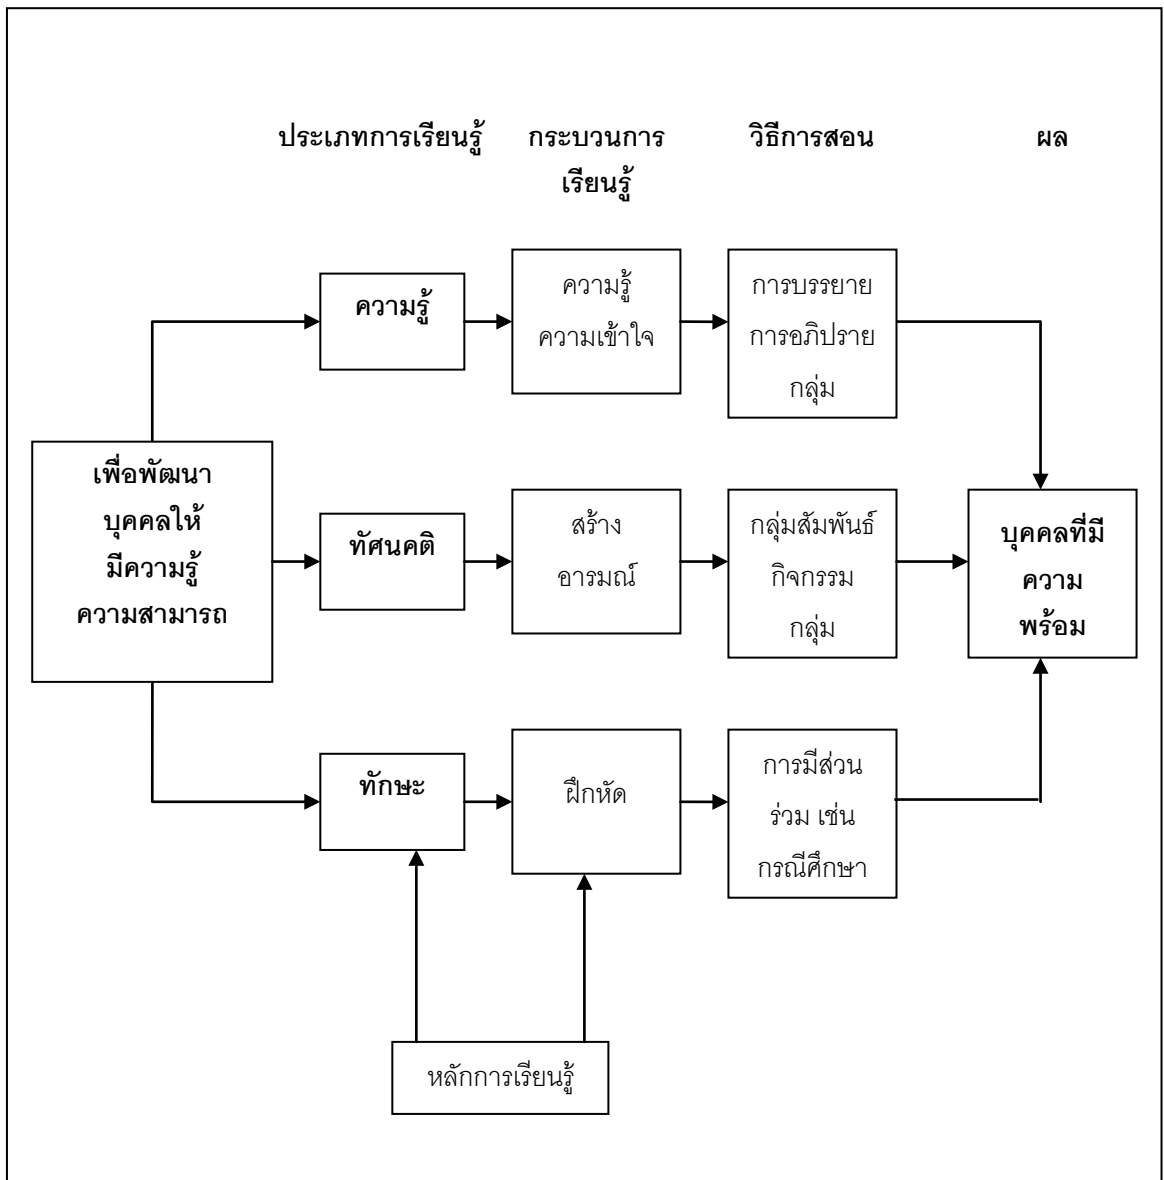 ประเภทการเรียนรู้ กระบวนการ วิธีการสอน ผล
เรียนรู้
ความรู้
ความรู้
ความเข้าใจ
การบรรยาย
การอภิปราย
กลุ่ม
เพื่อพัฒนา
บุคคลให้
มีความรู้
ความสามารถ
ทัศนคติ
สร้าง
อารมณ์
กลุ่มสัมพันธ์
กิจกรรม
กลุ่ม
บุคคลที่มี
ความ
พร้อม
ทักษะ
ฝึกหัด
การมีส่วน
ร่วม เช่น
กรณีศึกษา
หลักการเรียนรู้